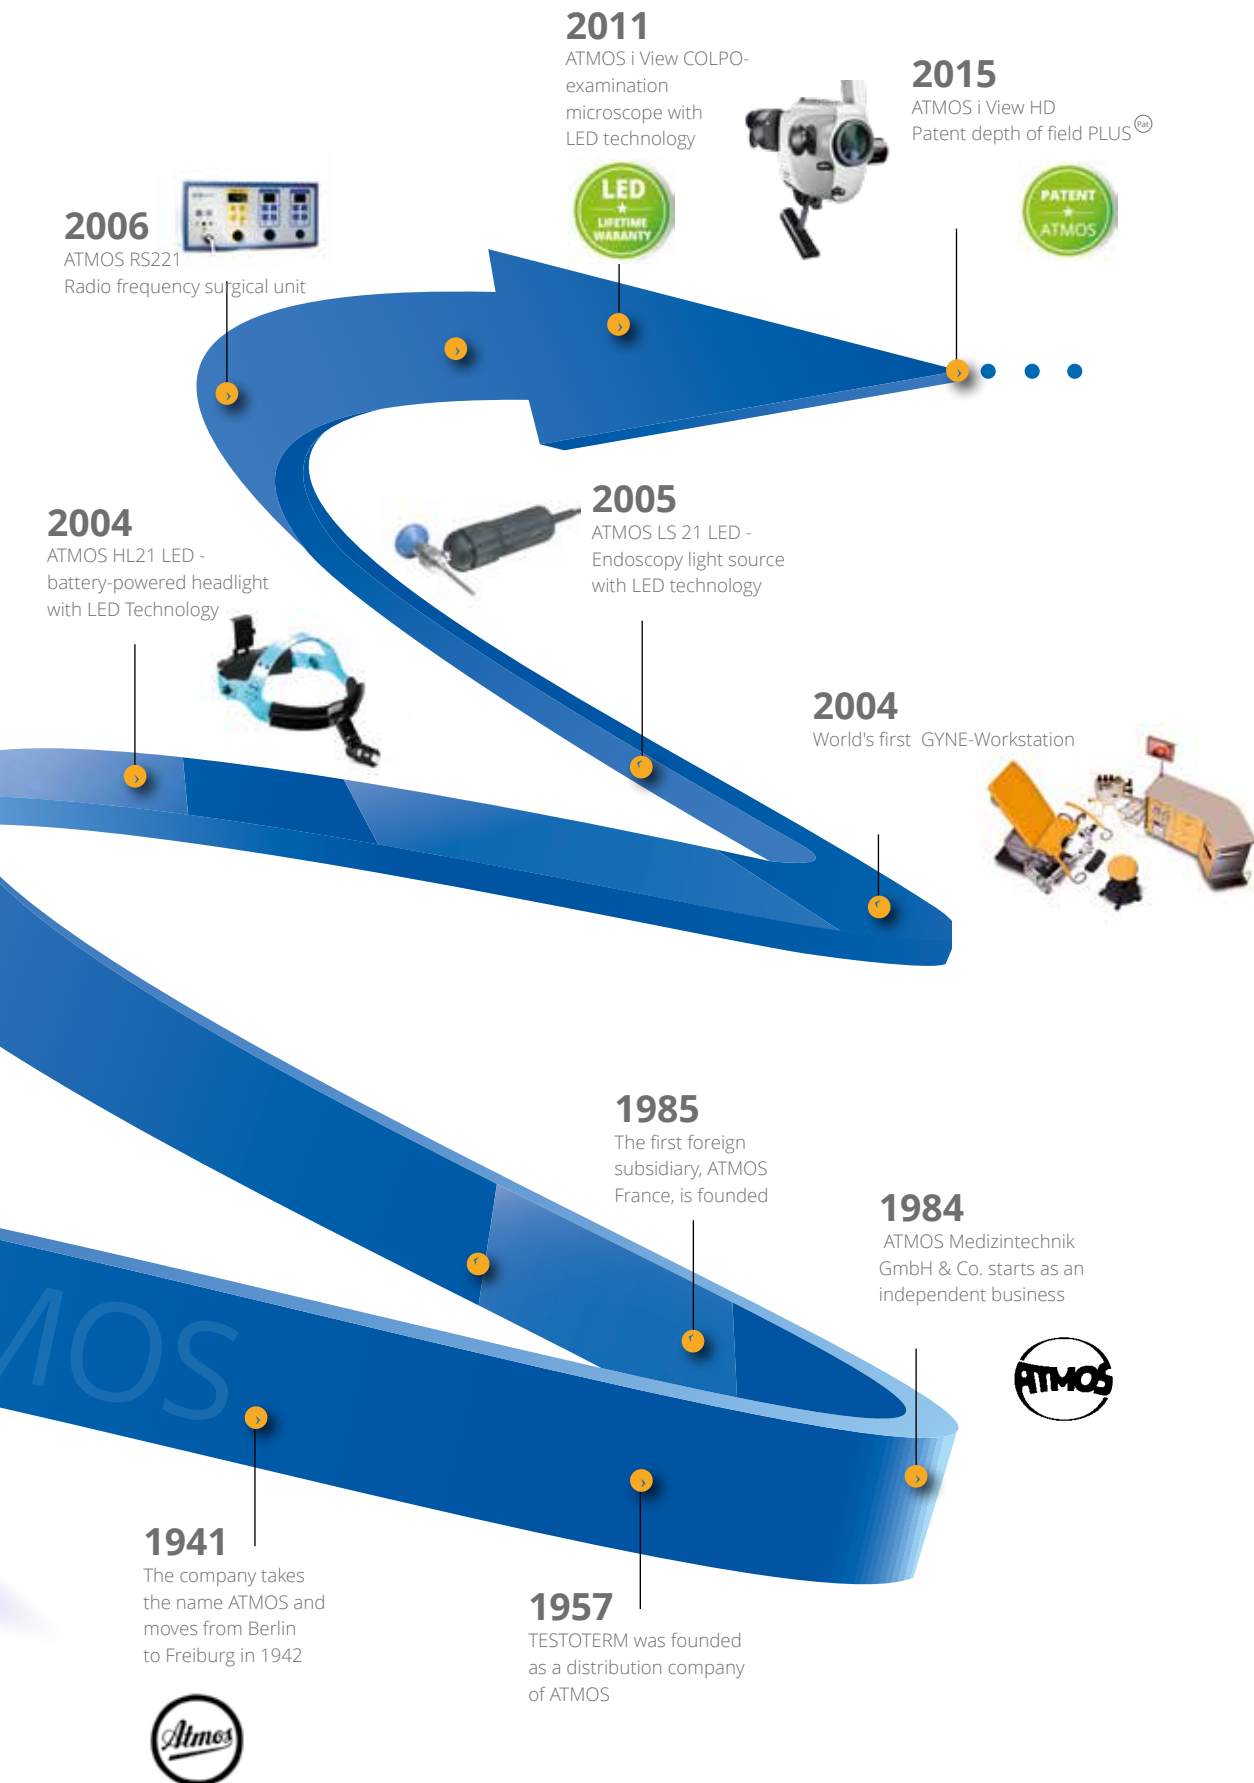 2011
ATMOS i View COLPO-
examination
microscope with
LED technology
LED
LIFETIME
WARRANTY
2015
ATMOS i View HD
Patent depth of field PLUS Pat
PATENT
ATMOS
2006
ATMOS RS221
Radio frequency surgical unit
2004
ATMOS HL21 LED -
battery-powered headlight
with LED Technology
2005
ATMOS LS 21 LED -
Endoscopy light source
with LED technology
2004
World's first GYNE-Workstation
1985
The first foreign
subsidiary, ATMOS
France, is founded
1984
ATMOS Medizintechnik
GmbH & Co. starts as an
independent business
ATMOS
MOS
1941
The company takes
the name ATMOS and
moves from Berlin
to Freiburg in 1942
Atmos
1957
TESTOTERM was founded
as a distribution company
of ATMOS